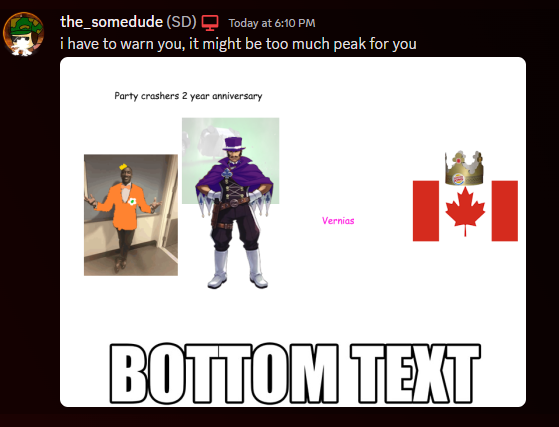 the_somedude (SD) Today at 6:10 PM
i have to warn you, it might be too much peak for you
Party crashers 2 year anniversary
Vernias
BOTTOM TEXT